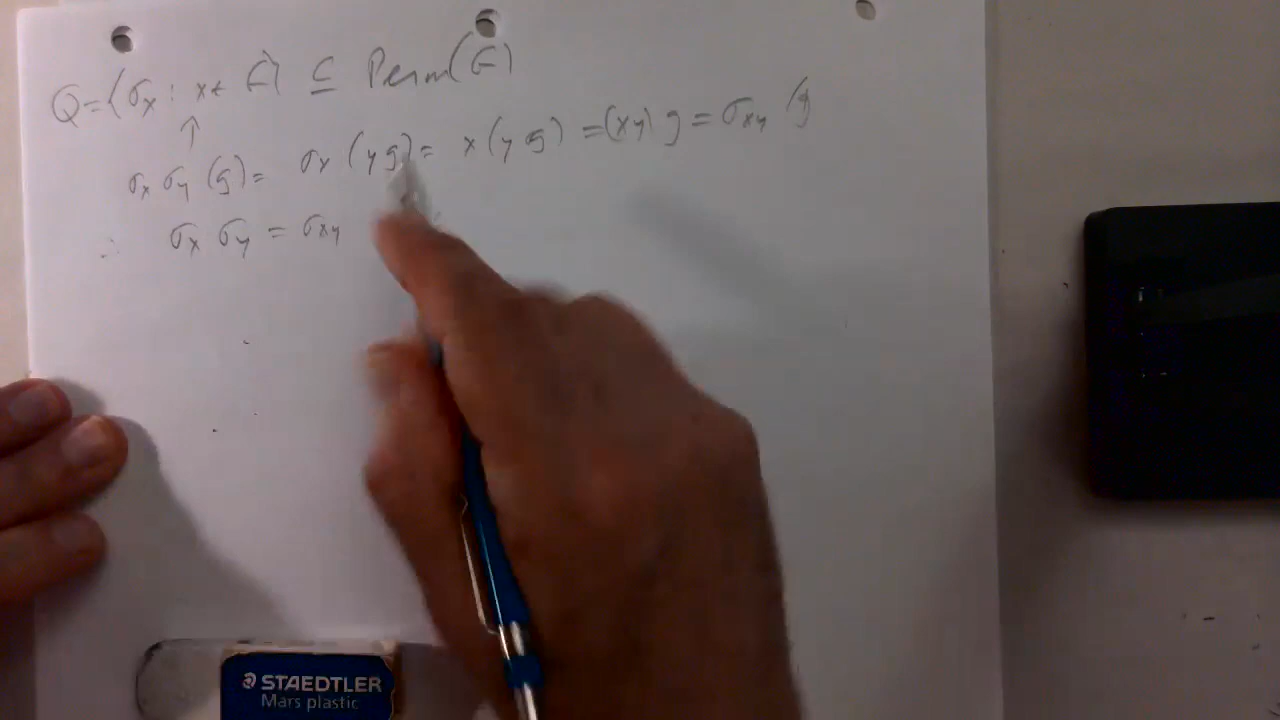 Q = {σx : x ∈ G} ⊆ Perm(G)
↑
σx σy (g) = σx (y g) = x (y g) = (xy) g = σxy (g
∴ σx σy = σxy
STAEDTLER
Mars plastic